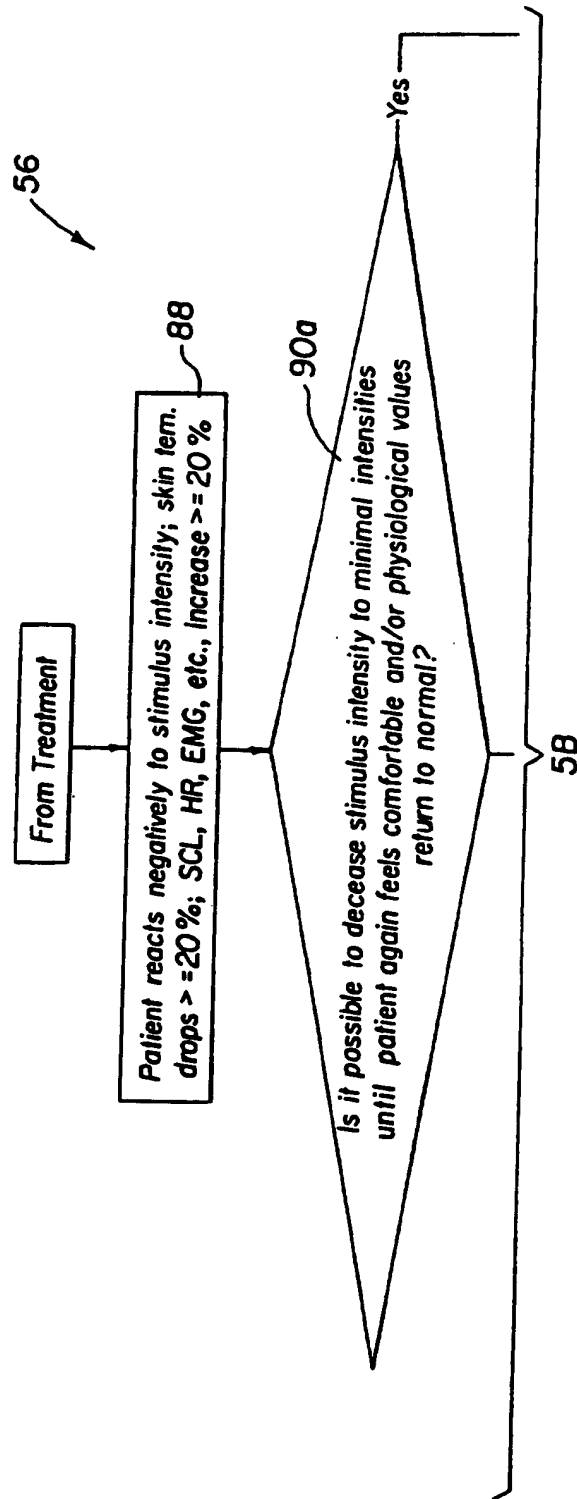 56
From Treatment
88
Patient reacts negatively to stimulus intensity; skin tem.
drops >=20%; SCL, HR, EMG, etc., Increase >=20%
90a
Is it possible to decease stimulus intensity to minimal intensities
until patient again feels comfortable and/or physiological values
return to normal?
Yes
5B